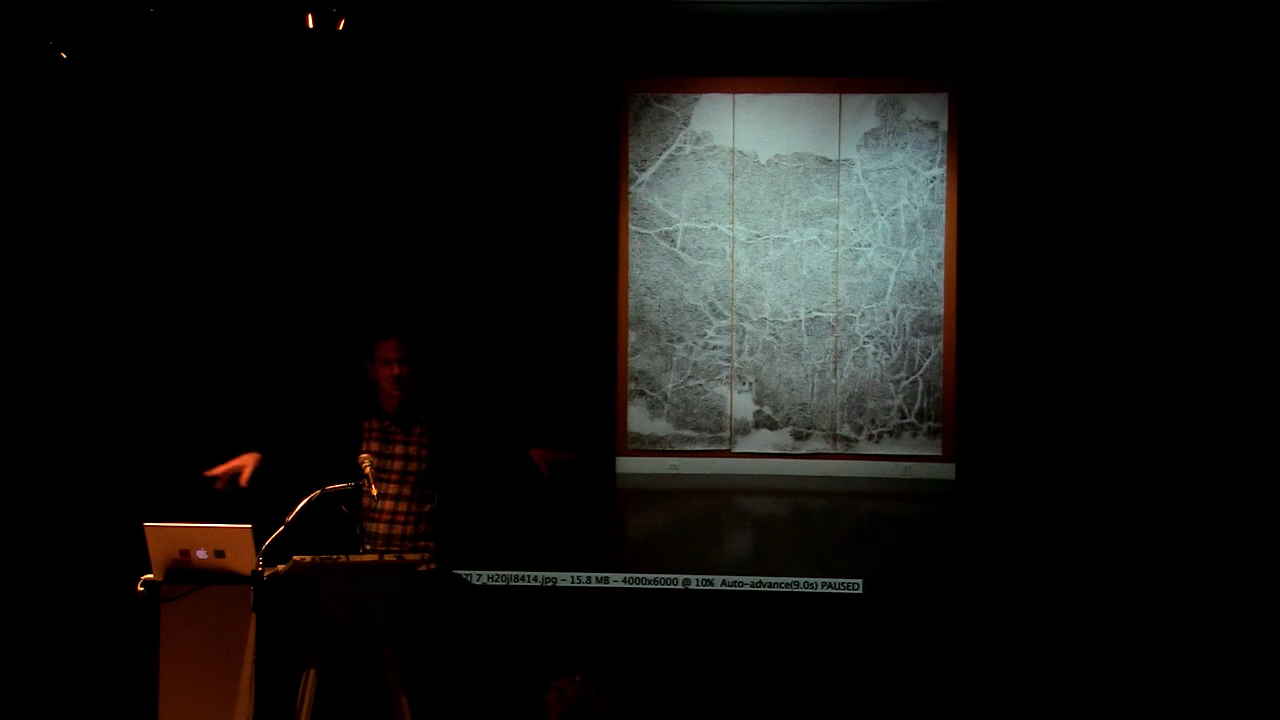 7_H20jl8414.jpg – 15.8 MB – 4000x6000 @ 10% Auto-advance(9.0s) PAUSED